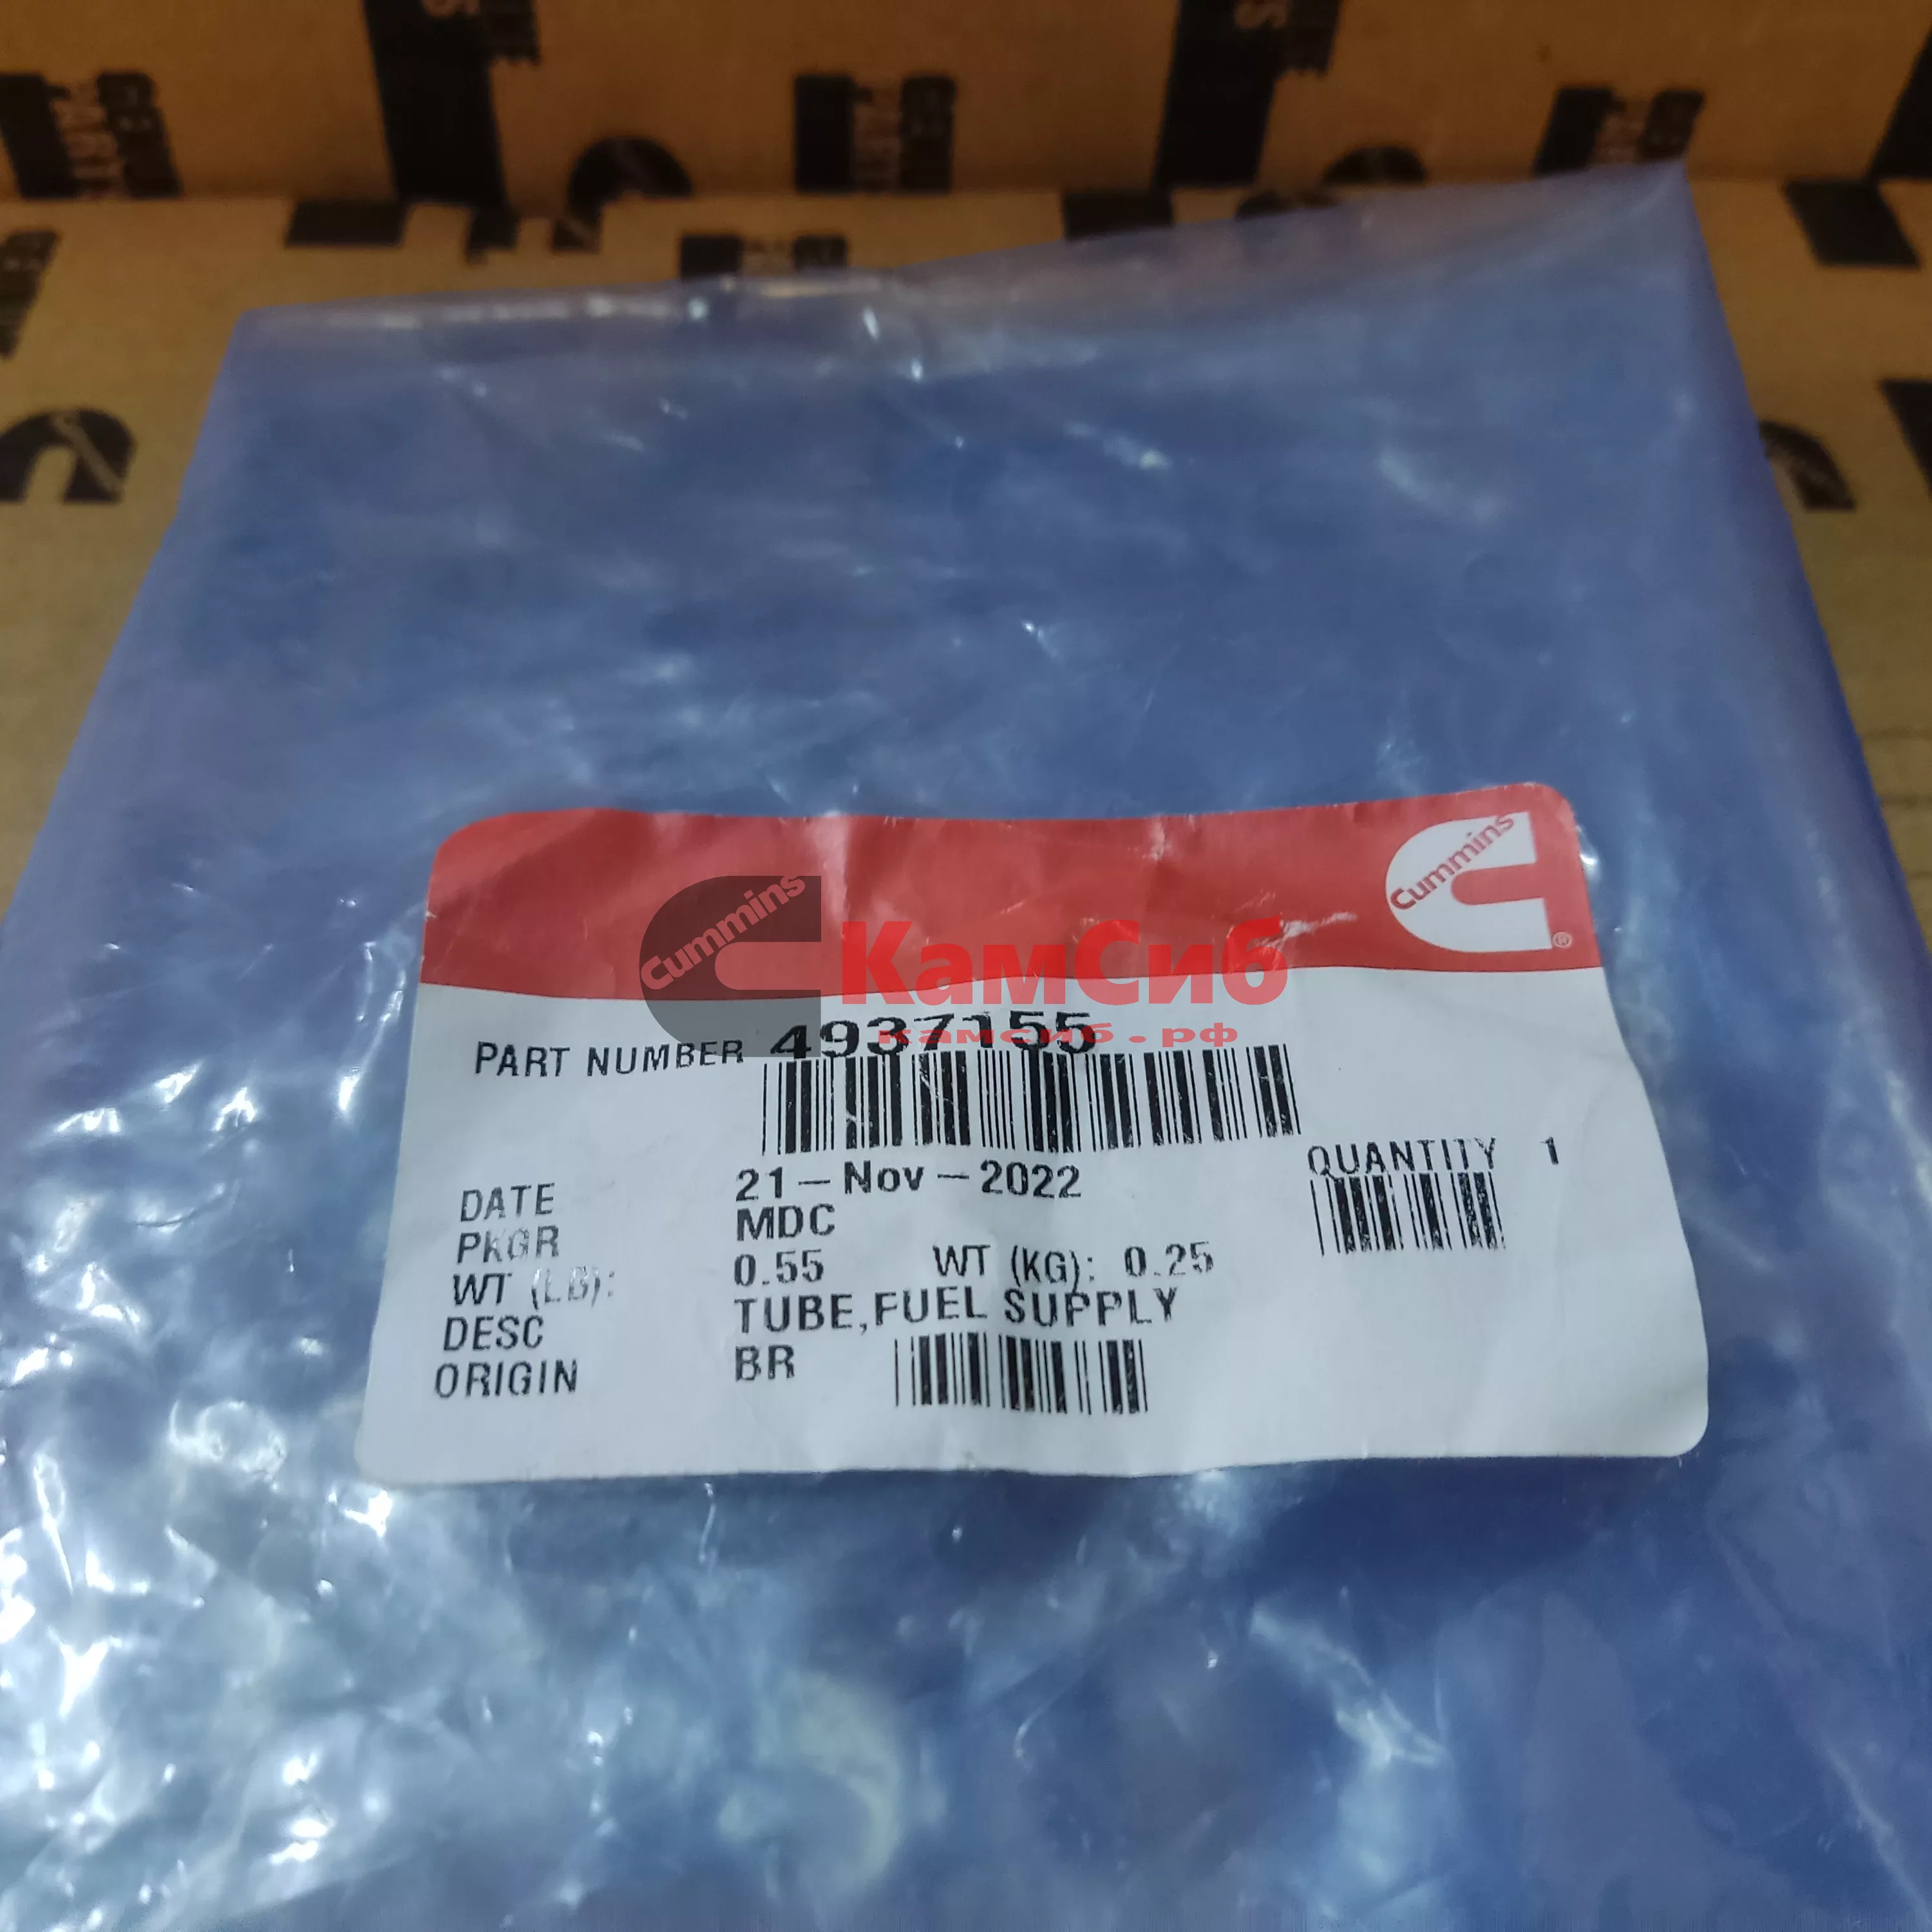 Cummins
®
Cummins
КамСиб
камсиб.рф
PART NUMBER 4937155
QUANTITY 1
DATE 21-Nov-2022
PKGR MDC
WT (LB): 0.55 WT (KG): 0.25
DESC TUBE,FUEL SUPPLY
ORIGIN BR